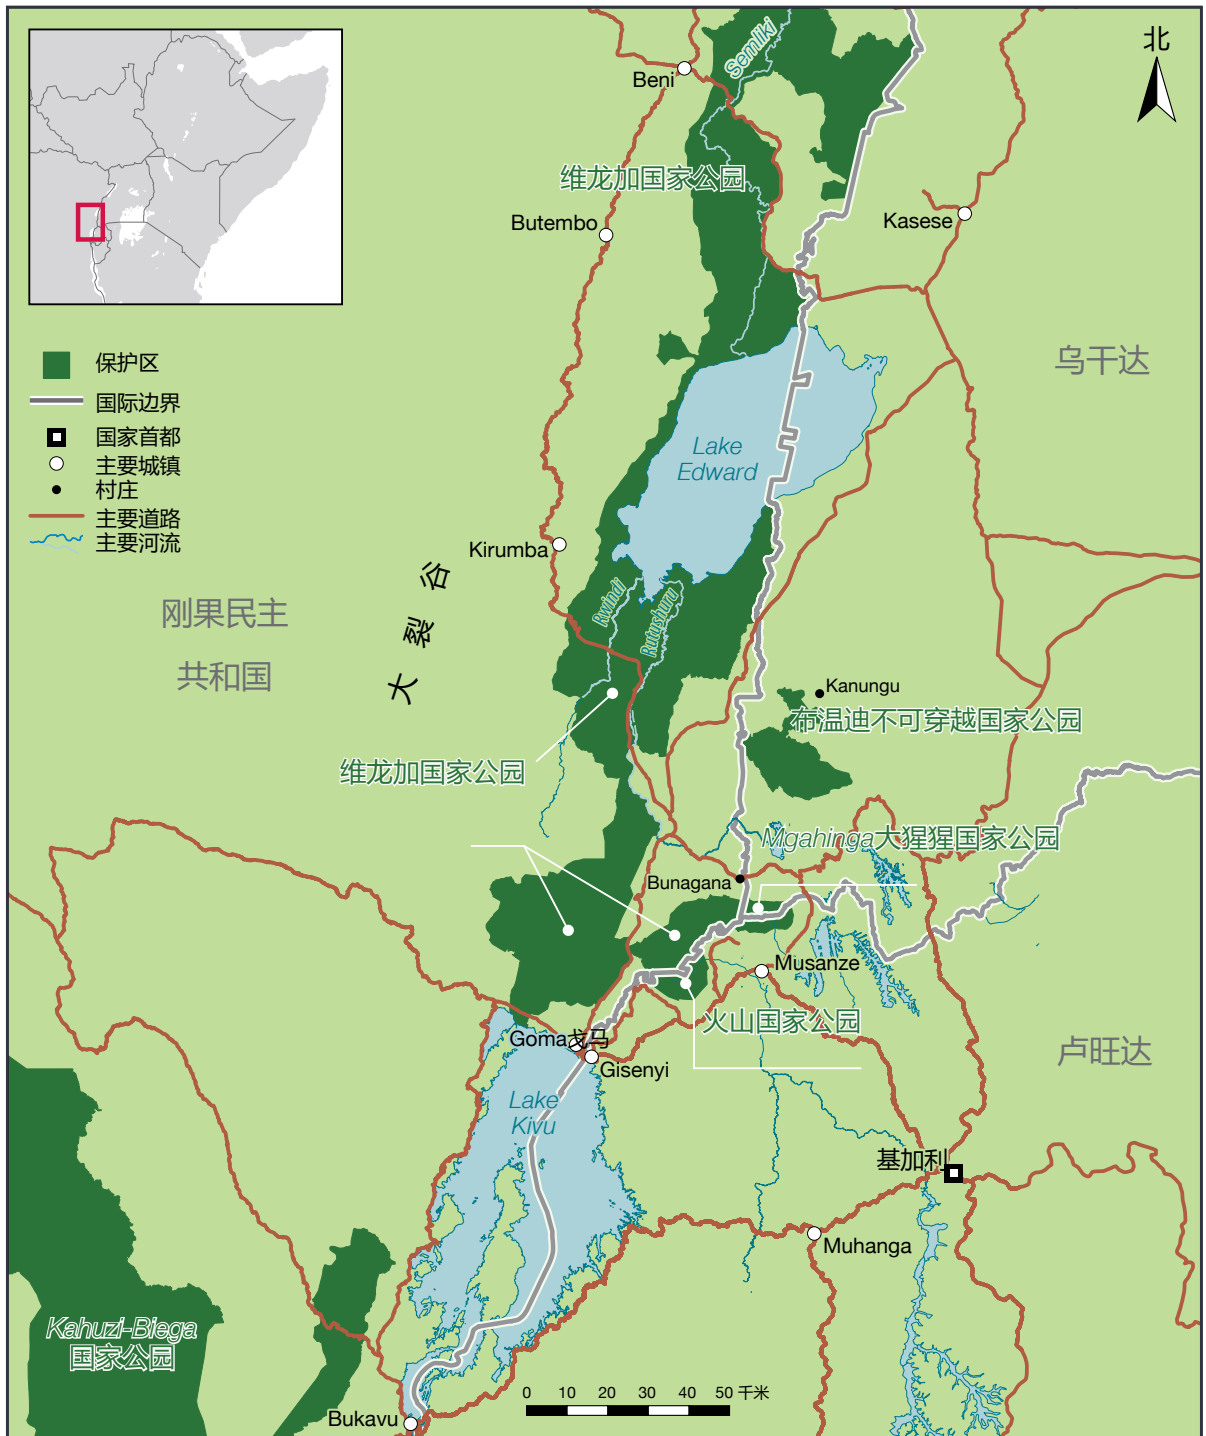 北
Semliki
Beni
维龙加国家公园
Butembo
Kasese
保护区
国际边界
国家首都
主要城镇
村庄
主要道路
主要河流
乌干达
Lake
Edward
Kirumba
大裂谷
Rwindi
Rutushuru
刚果民主
共和国
Kanungu
布温迪不可穿越国家公园
维龙加国家公园
Mgahinga大猩猩国家公园
Bunagana
Musanze
火山国家公园
Goma戈马
Gisenyi
卢旺达
Lake
Kivu
基加利
Muhanga
Kahuzi-Biega
国家公园
0 10 20 30 40 50 千米
Bukavu